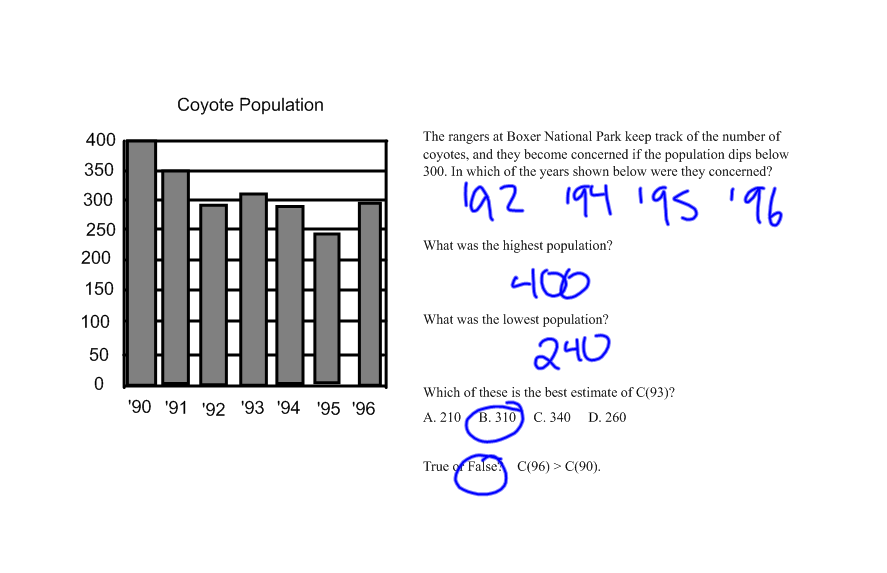 Coyote Population
400
350
300
250
200
150
100
50
0
'90 '91 '92 '93 '94 '95 '96
The rangers at Boxer National Park keep track of the number of
coyotes, and they become concerned if the population dips below
300. In which of the years shown below were they concerned?
'92 '94 '95 '96
What was the highest population?
400
What was the lowest population?
240
Which of these is the best estimate of C(93)?
A. 210 B. 310 C. 340 D. 260
True or False? C(96) > C(90).